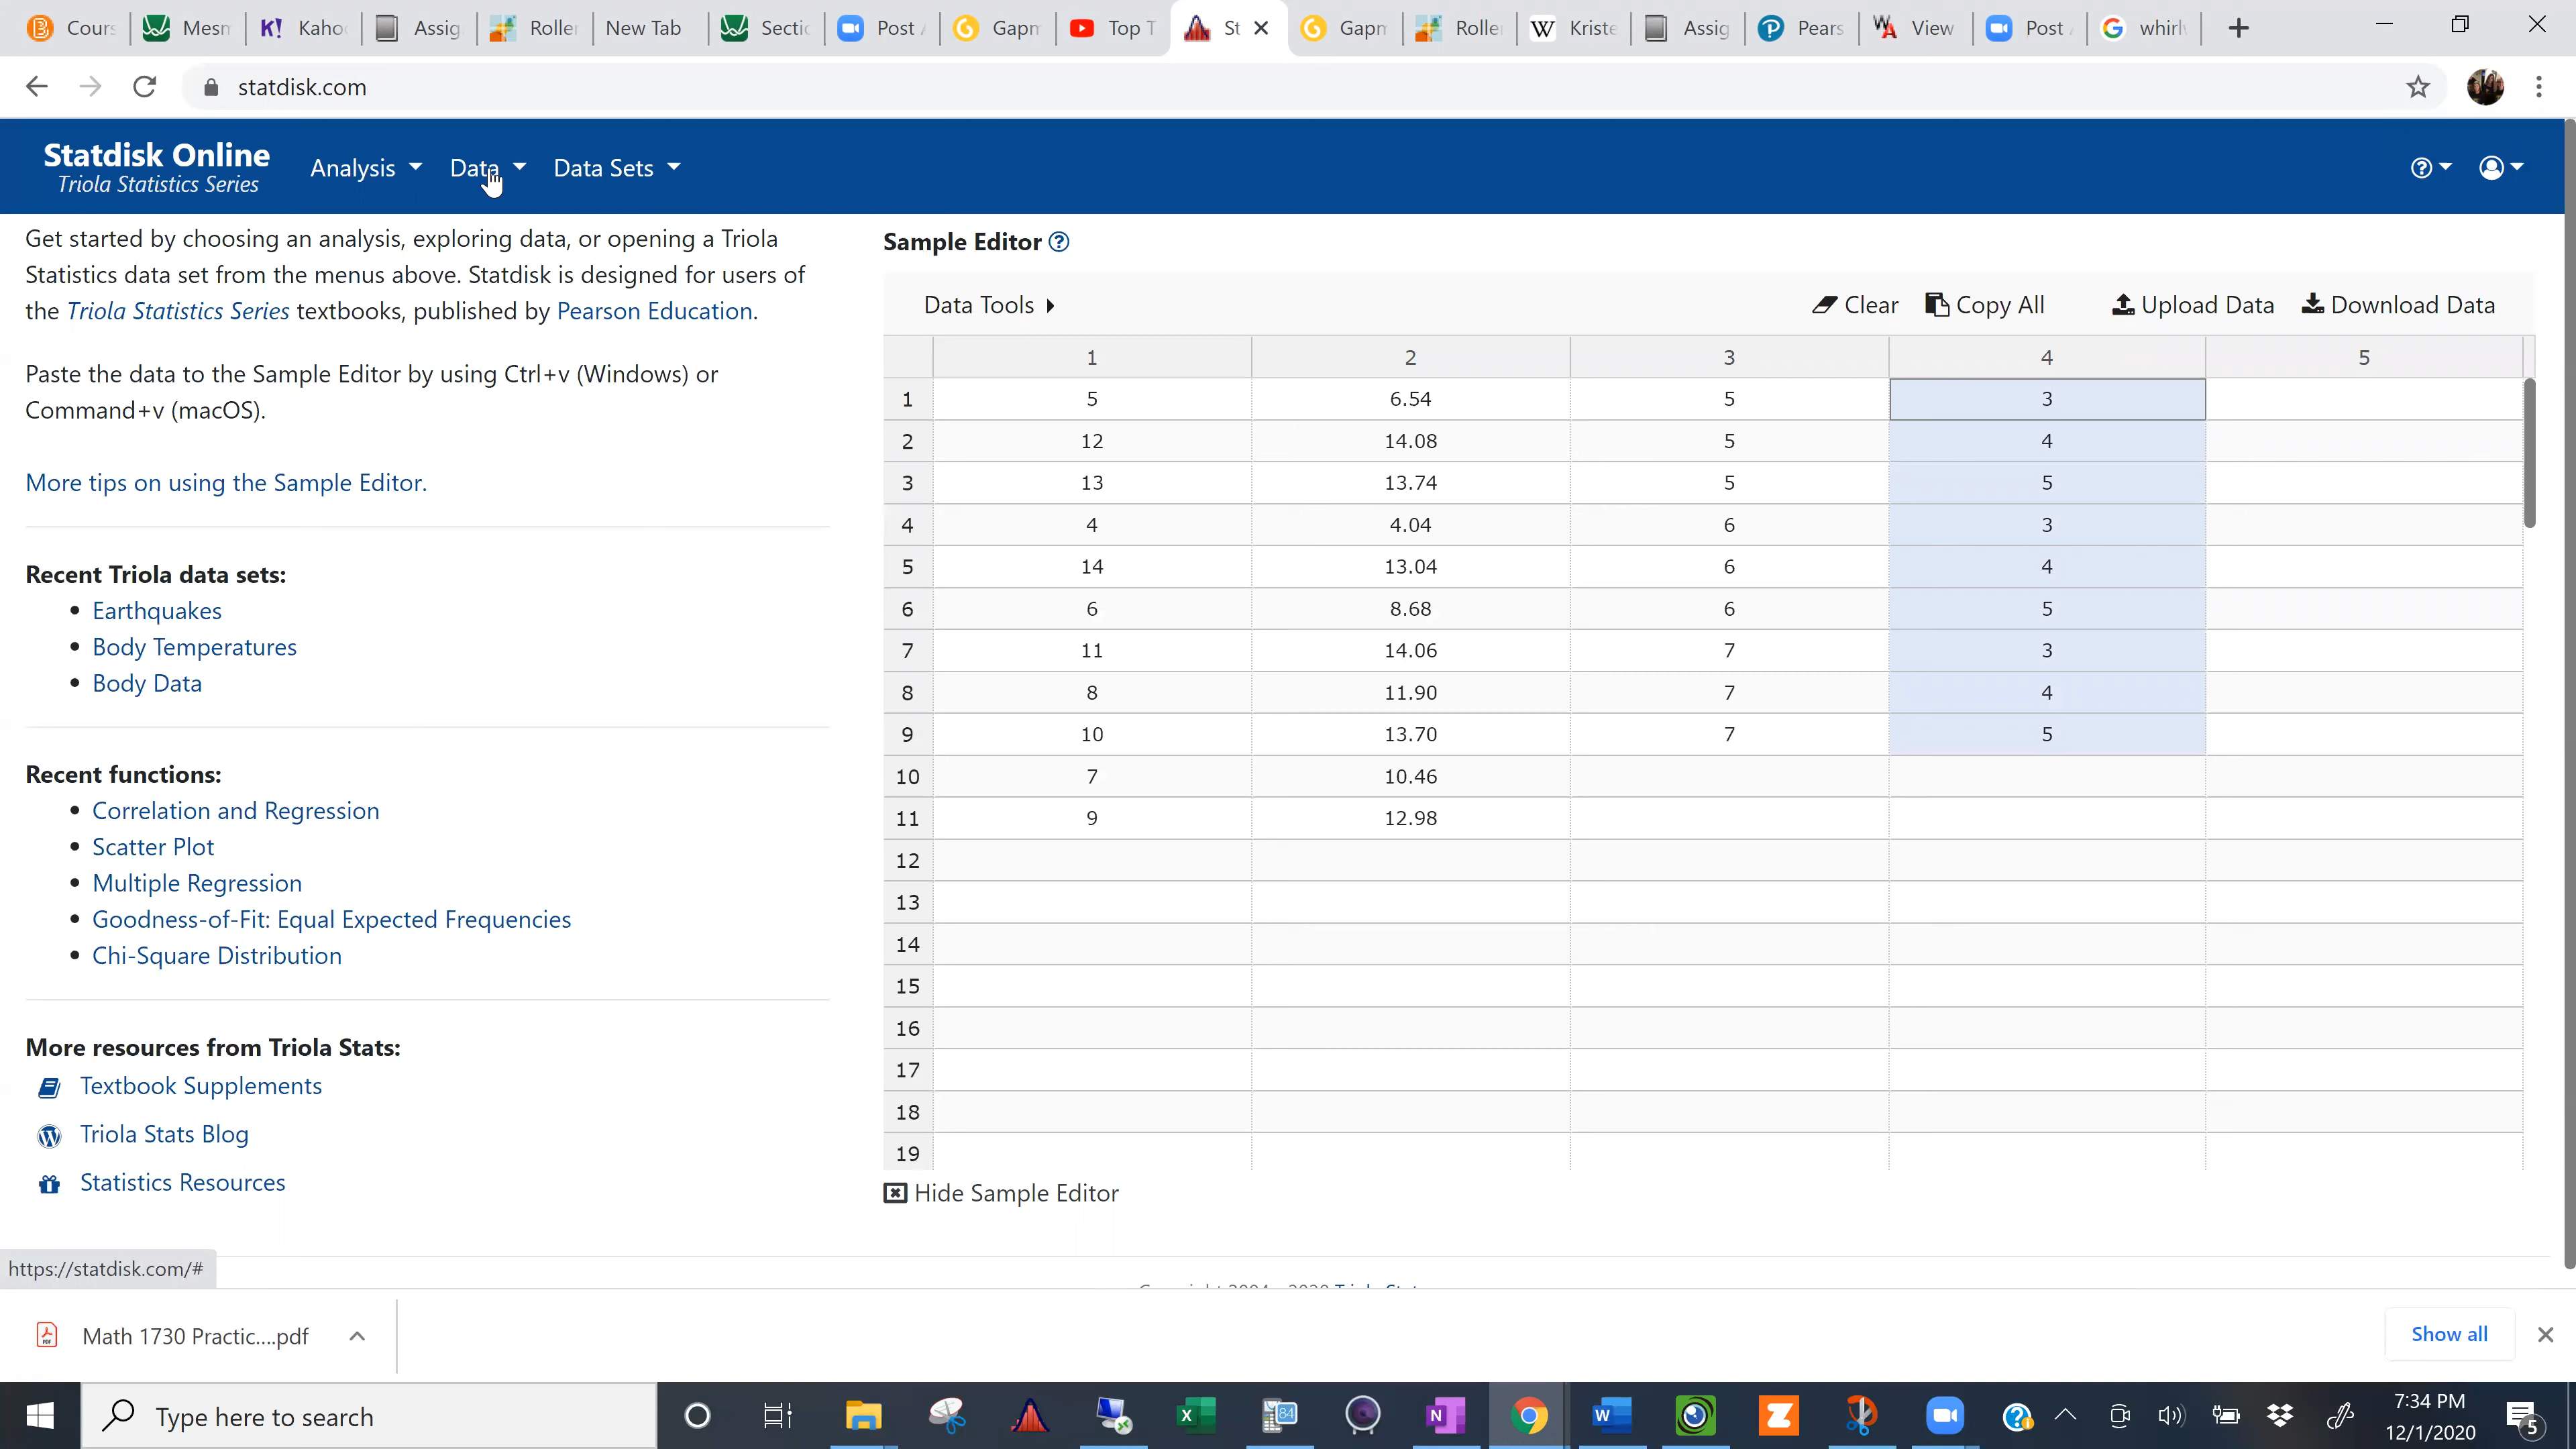 Cours
Mesm
Kahoo
Assig
Roller
New Tab
Sectio
Post A
Gapm
Top T
St
Gapm
Roller
Kriste
Assig
Pears
View
Post
whirl
statdisk.com
Statdisk Online
Triola Statistics Series
Analysis Data Data Sets
Get started by choosing an analysis, exploring data, or opening a Triola
Statistics data set from the menus above. Statdisk is designed for users of
the Triola Statistics Series textbooks, published by Pearson Education.
Paste the data to the Sample Editor by using Ctrl+v (Windows) or
Command+v (macOS).
More tips on using the Sample Editor.
Recent Triola data sets:
Earthquakes
Body Temperatures
Body Data
Recent functions:
Correlation and Regression
Scatter Plot
Multiple Regression
Goodness-of-Fit: Equal Expected Frequencies
Chi-Square Distribution
More resources from Triola Stats:
Textbook Supplements
Triola Stats Blog
Statistics Resources
Sample Editor ?
Data Tools Clear Copy All Upload Data Download Data
1 2 3 4 5
1 5 6.54 5 3
2 12 14.08 5 4
3 13 13.74 5 5
4 4 4.04 6 3
5 14 13.04 6 4
6 6 8.68 6 5
7 11 14.06 7 3
8 8 11.90 7 4
9 10 13.70 7 5
10 7 10.46
11 9 12.98
12
13
14
15
16
17
18
19
Hide Sample Editor
https://statdisk.com/#
Math 1730 Practic....pdf
Show all
Type here to search
84
7:34 PM
12/1/2020
5